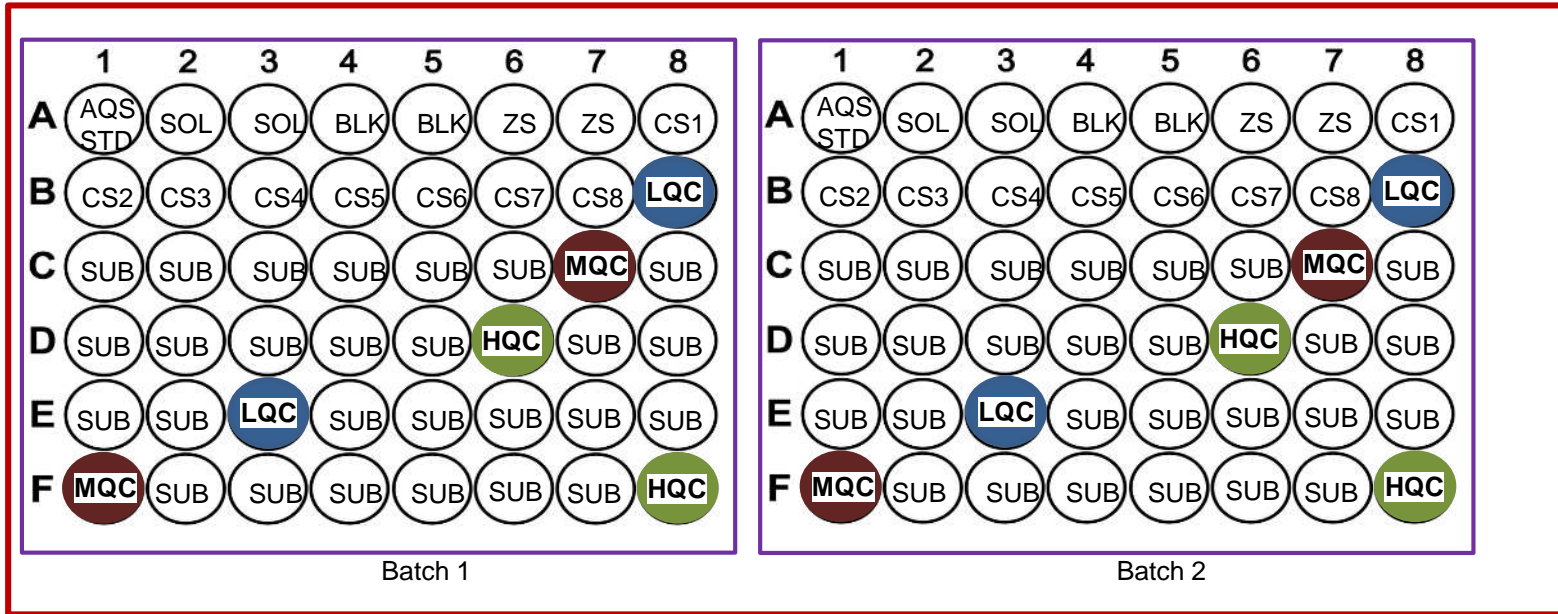 1 2 3 4 5 6 7 8
A AQS STD SOL SOL BLK BLK ZS ZS CS1
B CS2 CS3 CS4 CS5 CS6 CS7 CS8 LQC
C SUB SUB SUB SUB SUB SUB MQC SUB
D SUB SUB SUB SUB SUB HQC SUB SUB
E SUB SUB LQC SUB SUB SUB SUB SUB
F MQC SUB SUB SUB SUB SUB SUB HQC
Batch 1
1 2 3 4 5 6 7 8
A AQS STD SOL SOL BLK BLK ZS ZS CS1
B CS2 CS3 CS4 CS5 CS6 CS7 CS8 LQC
C SUB SUB SUB SUB SUB SUB MQC SUB
D SUB SUB SUB SUB SUB HQC SUB SUB
E SUB SUB LQC SUB SUB SUB SUB SUB
F MQC SUB SUB SUB SUB SUB SUB HQC
Batch 2